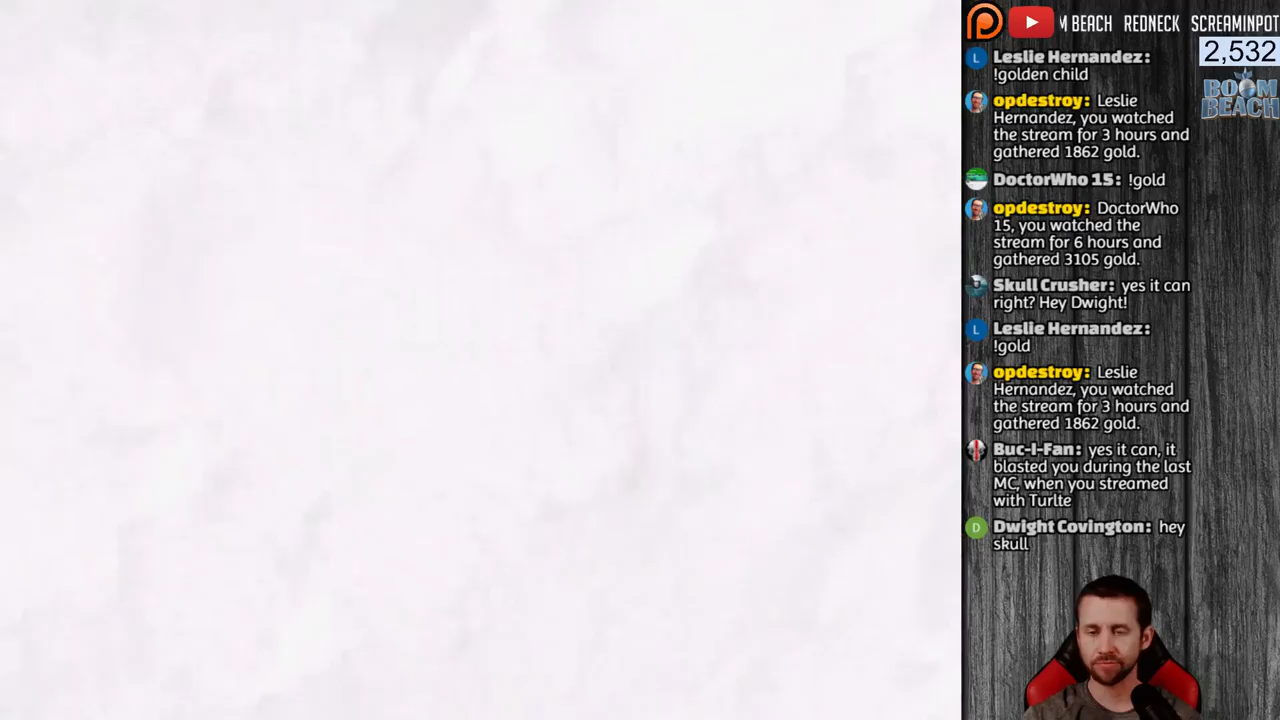 M BEACH REDNECK SCREAMINPOT
2,532
BOOM
BEACH
L Leslie Hernandez:
!golden child
opdestroy: Leslie
Hernandez, you watched
the stream for 3 hours and
gathered 1862 gold.
DoctorWho 15: !gold
opdestroy: DoctorWho
15, you watched the
stream for 6 hours and
gathered 3105 gold.
Skull Crusher: yes it can
right? Hey Dwight!
L Leslie Hernandez:
!gold
opdestroy: Leslie
Hernandez, you watched
the stream for 3 hours and
gathered 1862 gold.
Buc-I-Fan: yes it can, it
blasted you during the last
MC, when you streamed
with Turlte
D Dwight Covington: hey
skull